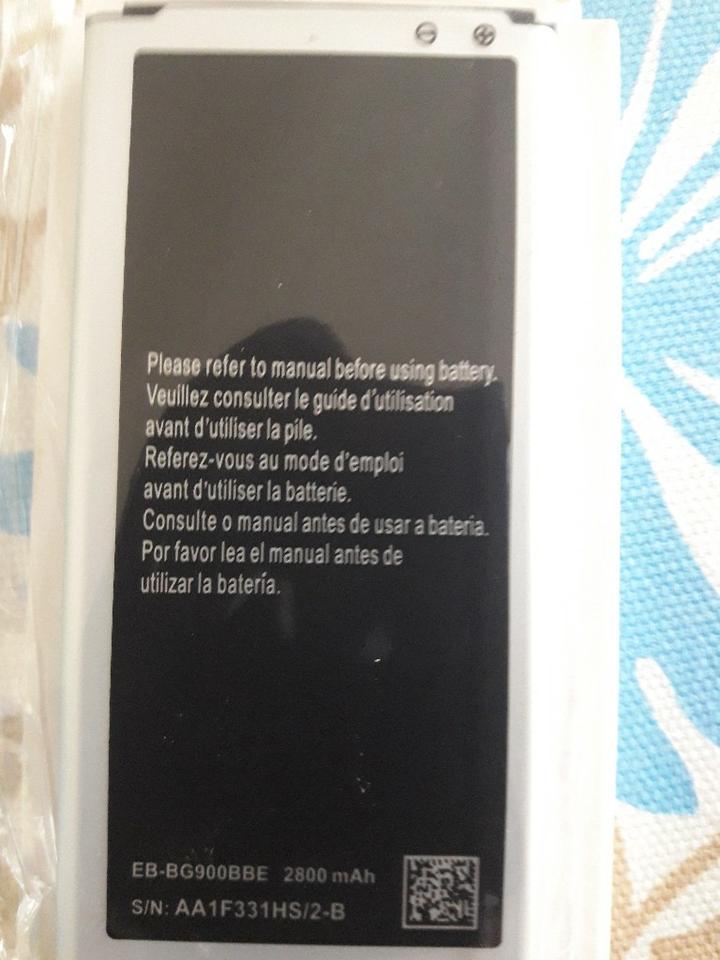 Please refer to manual before using battery.
Veuillez consulter le guide d'utilisation
avant d'utiliser la pile.
Referez-vous au mode d'emploi
avant d'utiliser la batterie.
Consulte o manual antes de usar a bateria.
Por favor lea el manual antes de
utilizar la batería.
EB-BG900BBE 2800 mAh
S/N: AA1F331HS/2-B